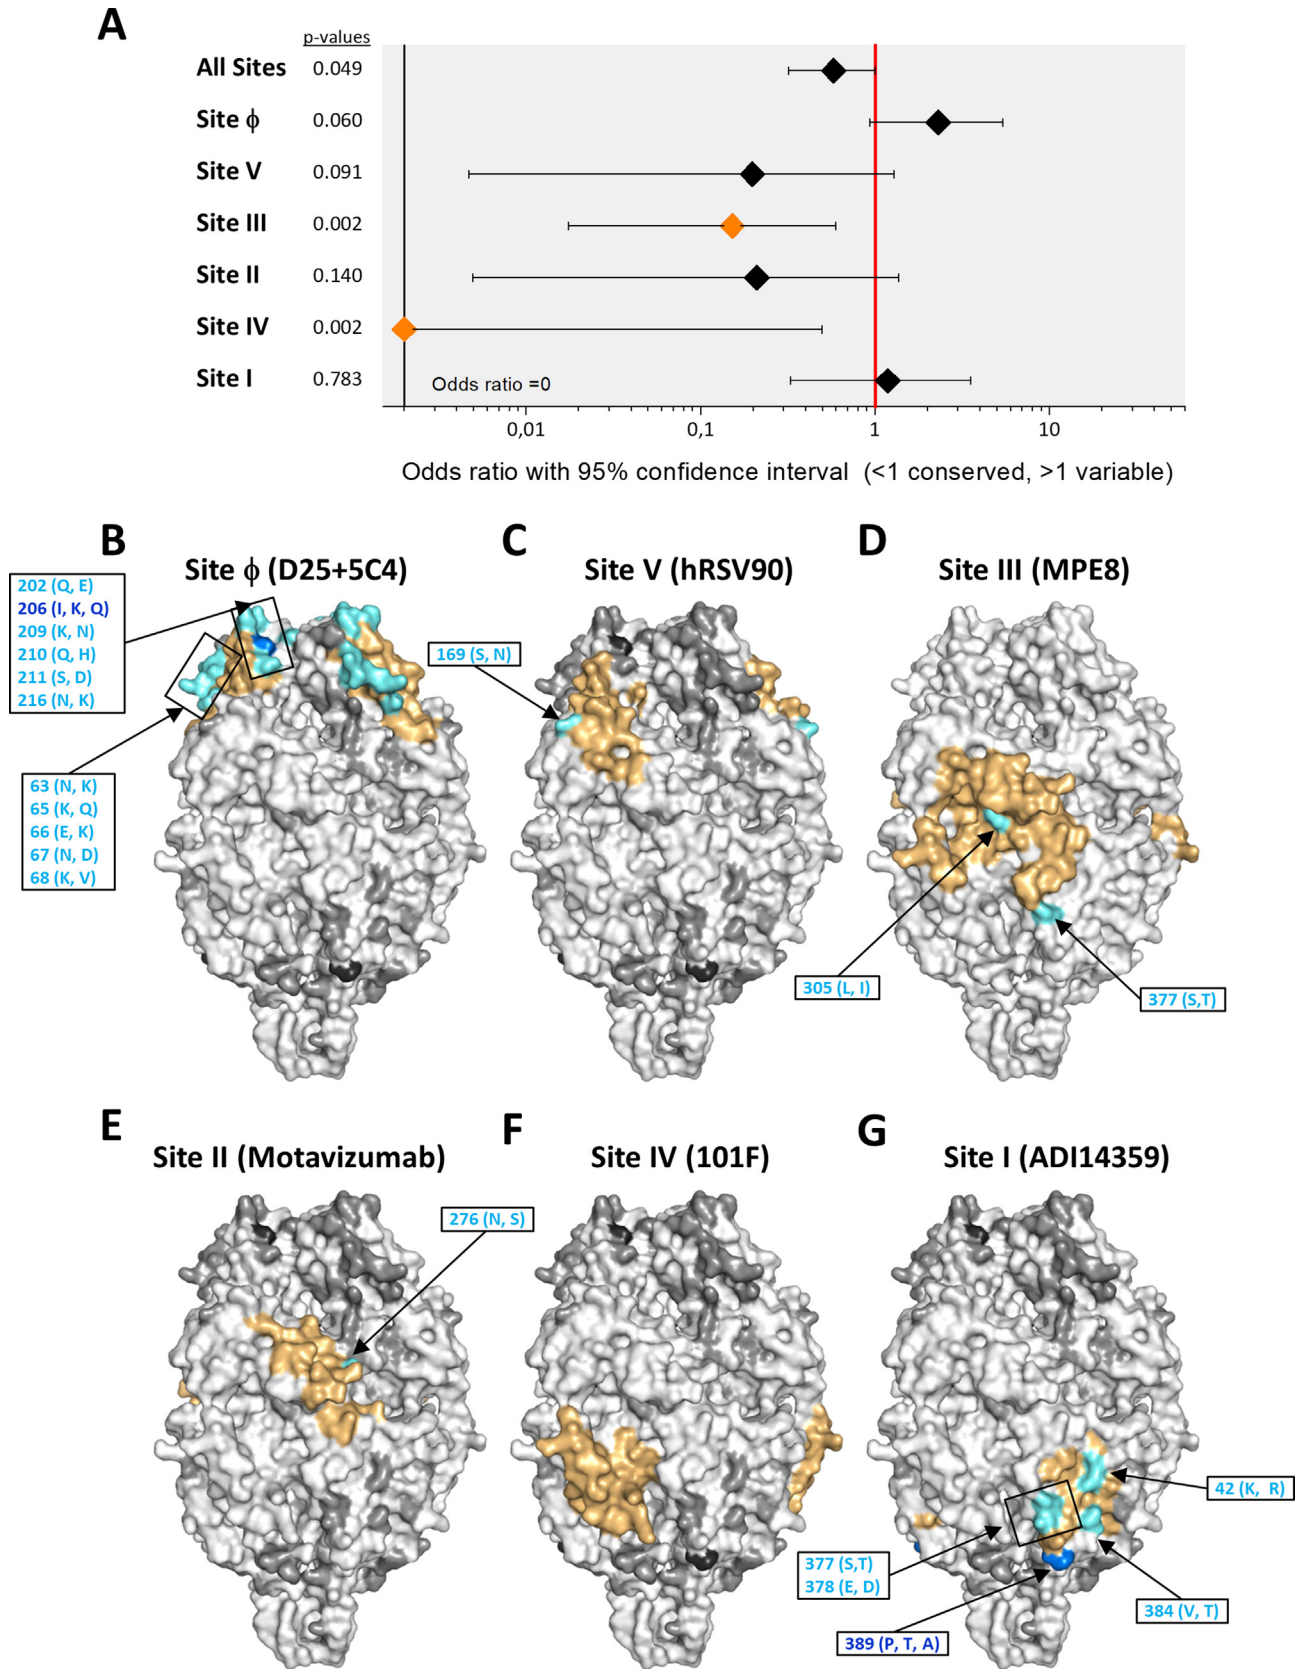 A
p-values
All Sites 0.049
Site ϕ 0.060
Site V 0.091
Site III 0.002
Site II 0.140
Site IV 0.002
Site I 0.783
Odds ratio =0
0,01 0,1 1 10
Odds ratio with 95% confidence interval (<1 conserved, >1 variable)
B
Site ϕ (D25+5C4)
202 (Q, E)
206 (I, K, Q)
209 (K, N)
210 (Q, H)
211 (S, D)
216 (N, K)
63 (N, K)
65 (K, Q)
66 (E, K)
67 (N, D)
68 (K, V)
C
Site V (hRSV90)
169 (S, N)
D
Site III (MPE8)
305 (L, I)
377 (S,T)
E
Site II (Motavizumab)
276 (N, S)
F
Site IV (101F)
G
Site I (ADI14359)
42 (K, R)
377 (S,T)
378 (E, D)
384 (V, T)
389 (P, T, A)